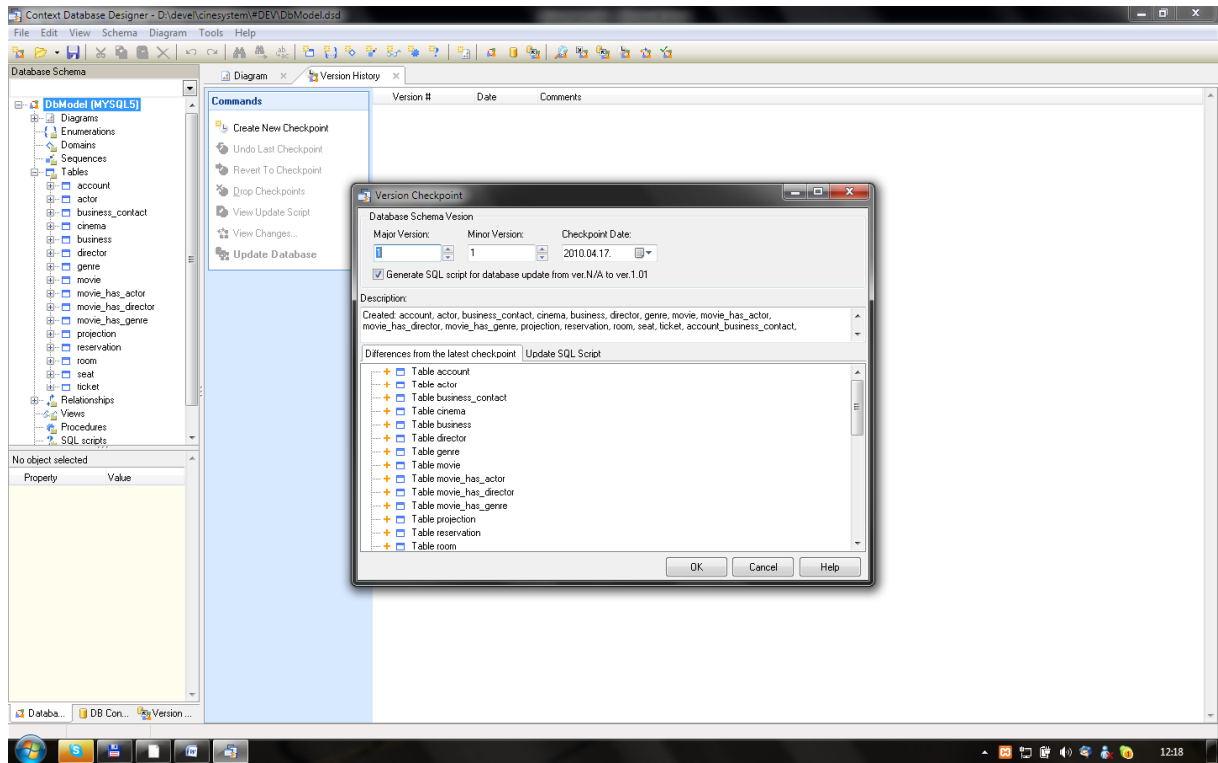 Context Database Designer - D:\devel\cinesystem\#DEV\DbModel.dsd
File Edit View Schema Diagram Tools Help
Database Schema
DbModel (MYSQL5)
Diagrams
Enumerations
Domains
Sequences
Tables
account
actor
business_contact
cinema
business
director
genre
movie
movie_has_actor
movie_has_director
movie_has_genre
projection
reservation
room
seat
ticket
Relationships
Views
Procedures
SQL scripts
No object selected
Property Value
Databa... DB Con... Version ...
Diagram Version History
Commands
Create New Checkpoint
Undo Last Checkpoint
Revert To Checkpoint
Drop Checkpoints
View Update Script
View Changes...
Update Database
Version # Date Comments
Version Checkpoint
Database Schema Vesion
Major Version: Minor Version: Checkpoint Date:
1 1 2010.04.17.
Generate SQL script for database update from ver.N/A to ver.1.01
Description:
Created: account, actor, business_contact, cinema, business, director, genre, movie, movie_has_actor,
movie_has_director, movie_has_genre, projection, reservation, room, seat, ticket, account_business_contact,
Differences from the latest checkpoint Update SQL Script
Table account
Table actor
Table business_contact
Table cinema
Table business
Table director
Table genre
Table movie
Table movie_has_actor
Table movie_has_director
Table movie_has_genre
Table projection
Table reservation
Table room
OK Cancel Help
12:18